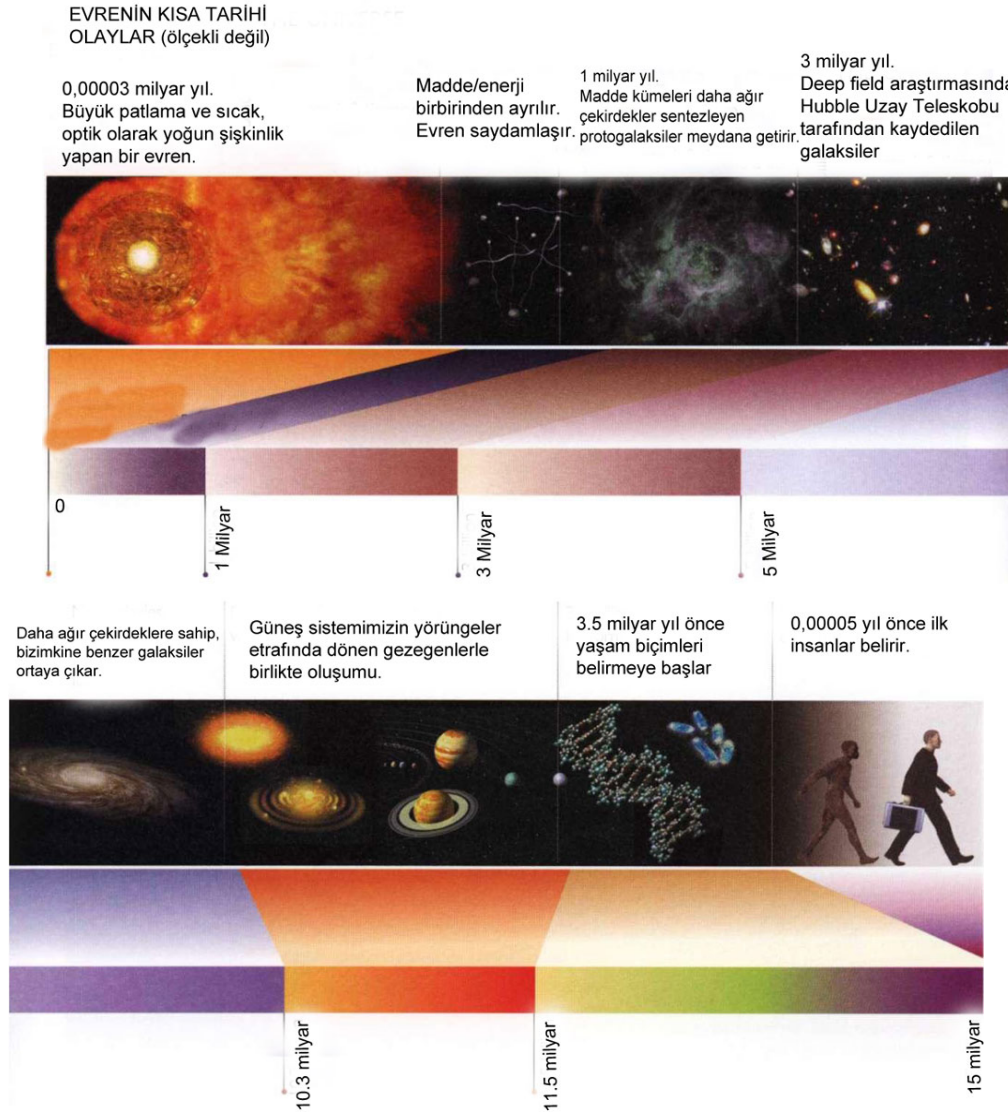 EVRENİN KISA TARİHİ
OLAYLAR (ölçekli değil)
0,00003 milyar yıl.
Büyük patlama ve sıcak,
optik olarak yoğun şişkinlik
yapan bir evren.
Madde/enerji
birbirinden ayrılır.
Evren saydamlaşır.
1 milyar yıl.
Madde kümeleri daha ağır
çekirdekler sentezleyen
protogalaksiler meydana getirir.
3 milyar yıl.
Deep field araştırmasında
Hubble Uzay Teleskobu
tarafından kaydedilen
galaksiler
0
1 Milyar
3 Milyar
5 Milyar
Daha ağır çekirdeklere sahip,
bizimkine benzer galaksiler
ortaya çıkar.
Güneş sistemimizin yörüngeler
etrafında dönen gezegenlerle
birlikte oluşumu.
3.5 milyar yıl önce
yaşam biçimleri
belirmeye başlar
0,00005 yıl önce ilk
insanlar belirir.
10.3 milyar
11.5 milyar
15 milyar